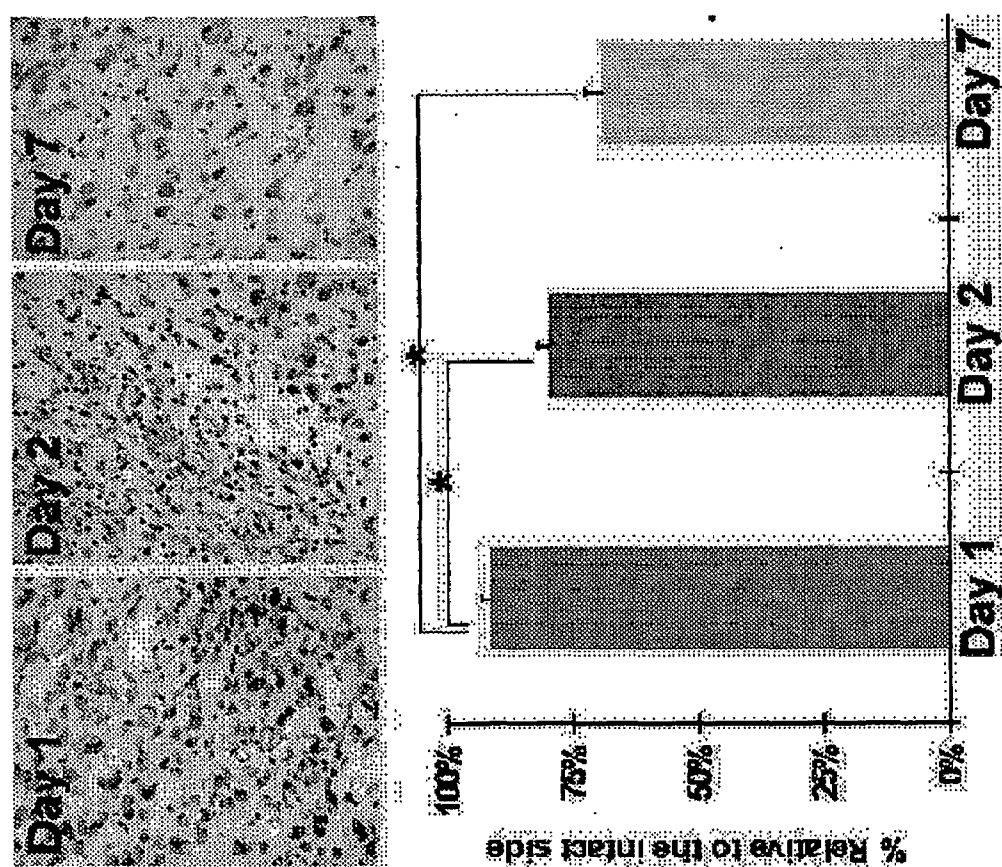 Day 1
Day 2
Day 7
*
*
% Relative to the intact side
100%
75%
50%
25%
0%
Day 1
Day 2
Day 7